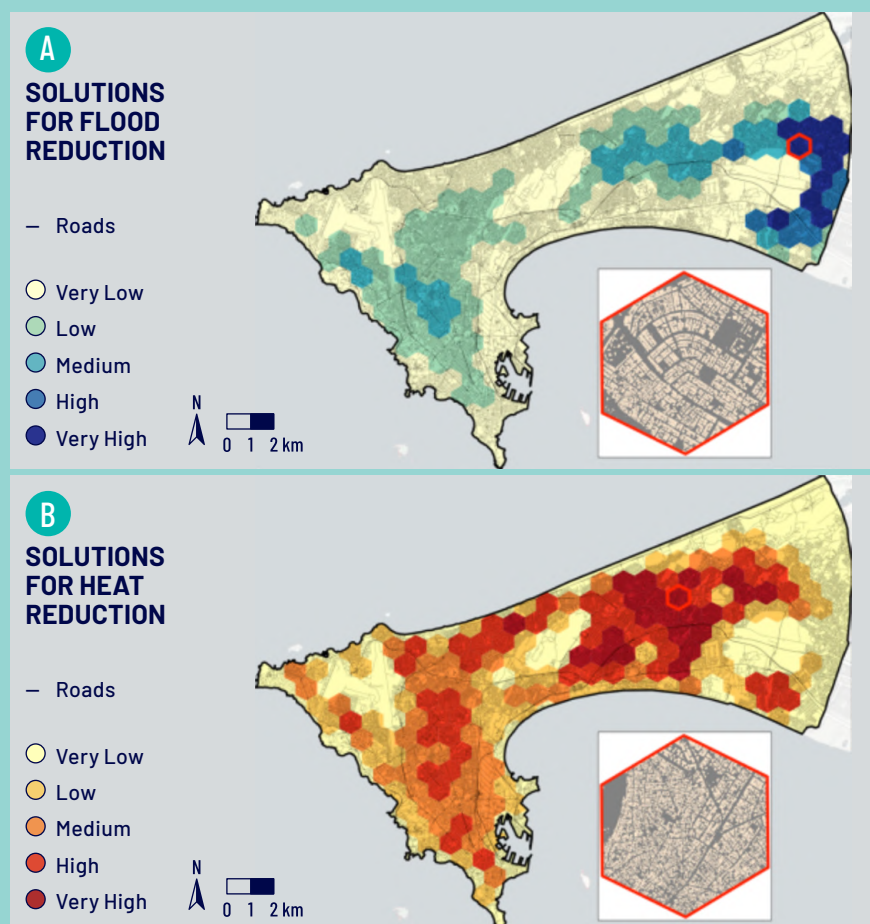 A
SOLUTIONS
FOR FLOOD
REDUCTION
– Roads
Very Low
Low
Medium
High
Very High
N
0 1 2 km
B
SOLUTIONS
FOR HEAT
REDUCTION
– Roads
Very Low
Low
Medium
High
Very High
N
0 1 2 km